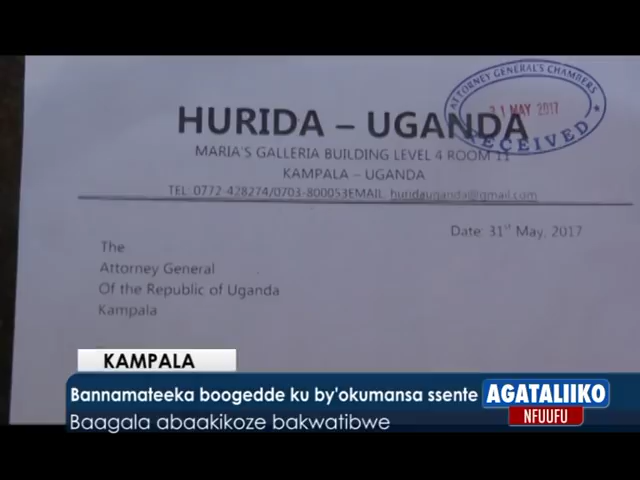 ATTORNEY GENERAL'S CHAMBERS
31 MAY 2017
RECEIVED
HURIDA – UGANDA
MARIA'S GALLERIA BUILDING LEVEL 4 ROOM 11
KAMPALA – UGANDA
TEL: 0772-428274/0703-800053EMAIL: huridauganda@gmail.com
Date: 31st May, 2017
The
Attorney General
Of the Republic of Uganda
Kampala
KAMPALA
Bannamateeka boogedde ku by'okumansa ssente
Baagala abaakikoze bakwatibwe
AGATALIIKO
NFUUFU